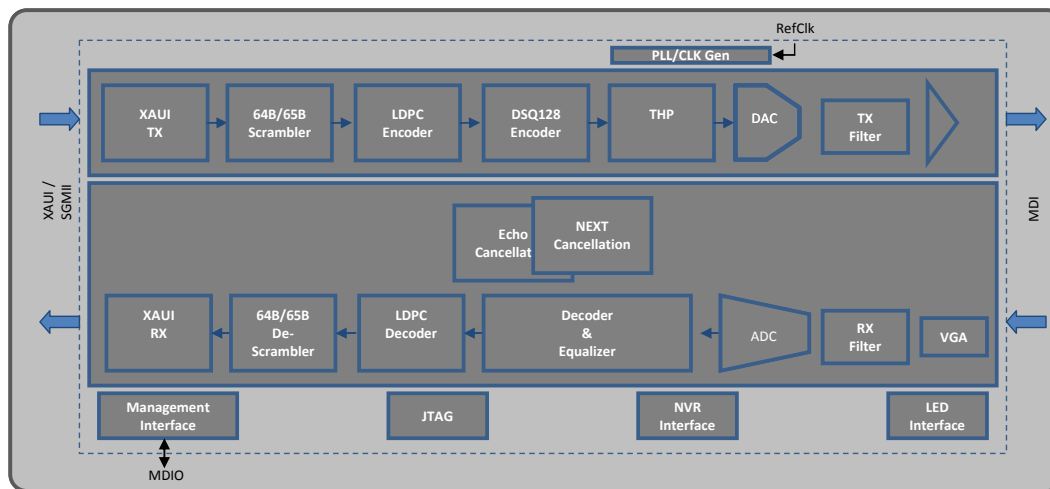 RefClk
PLL/CLK Gen
XAUI
TX
64B/65B
Scrambler
LDPC
Encoder
DSQ128
Encoder
THP
DAC
TX
Filter
XAUI /
SGMII
MDI
Echo
Cancellat
NEXT
Cancellation
XAUI
RX
64B/65B
De-
Scrambler
LDPC
Decoder
Decoder
&
Equalizer
ADC
RX
Filter
VGA
Management
Interface
JTAG
NVR
Interface
LED
Interface
MDIO